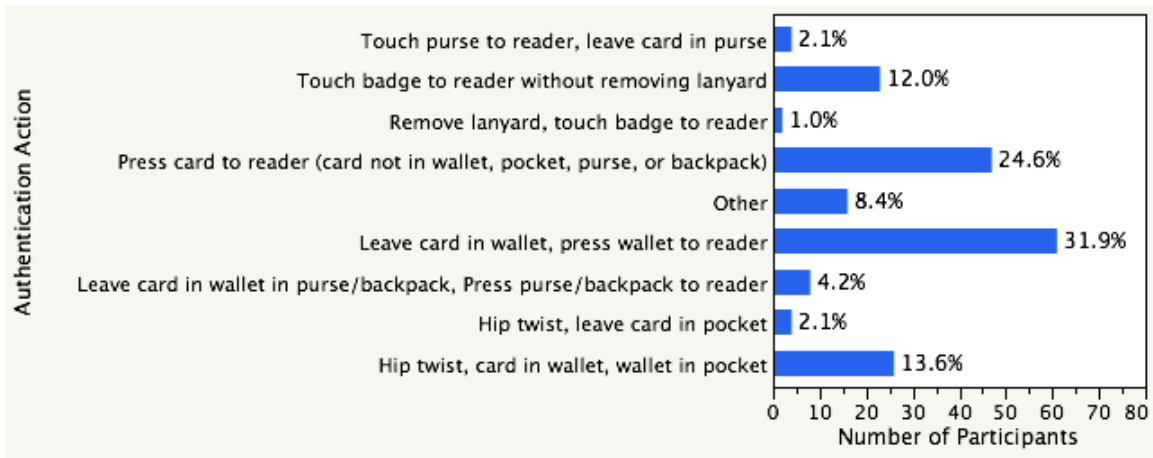 Authentication Action
Touch purse to reader, leave card in purse 2.1%
Touch badge to reader without removing lanyard 12.0%
Remove lanyard, touch badge to reader 1.0%
Press card to reader (card not in wallet, pocket, purse, or backpack) 24.6%
Other 8.4%
Leave card in wallet, press wallet to reader 31.9%
Leave card in wallet in purse/backpack, Press purse/backpack to reader 4.2%
Hip twist, leave card in pocket 2.1%
Hip twist, card in wallet, wallet in pocket 13.6%
0 10 20 30 40 50 60 70 80
Number of Participants